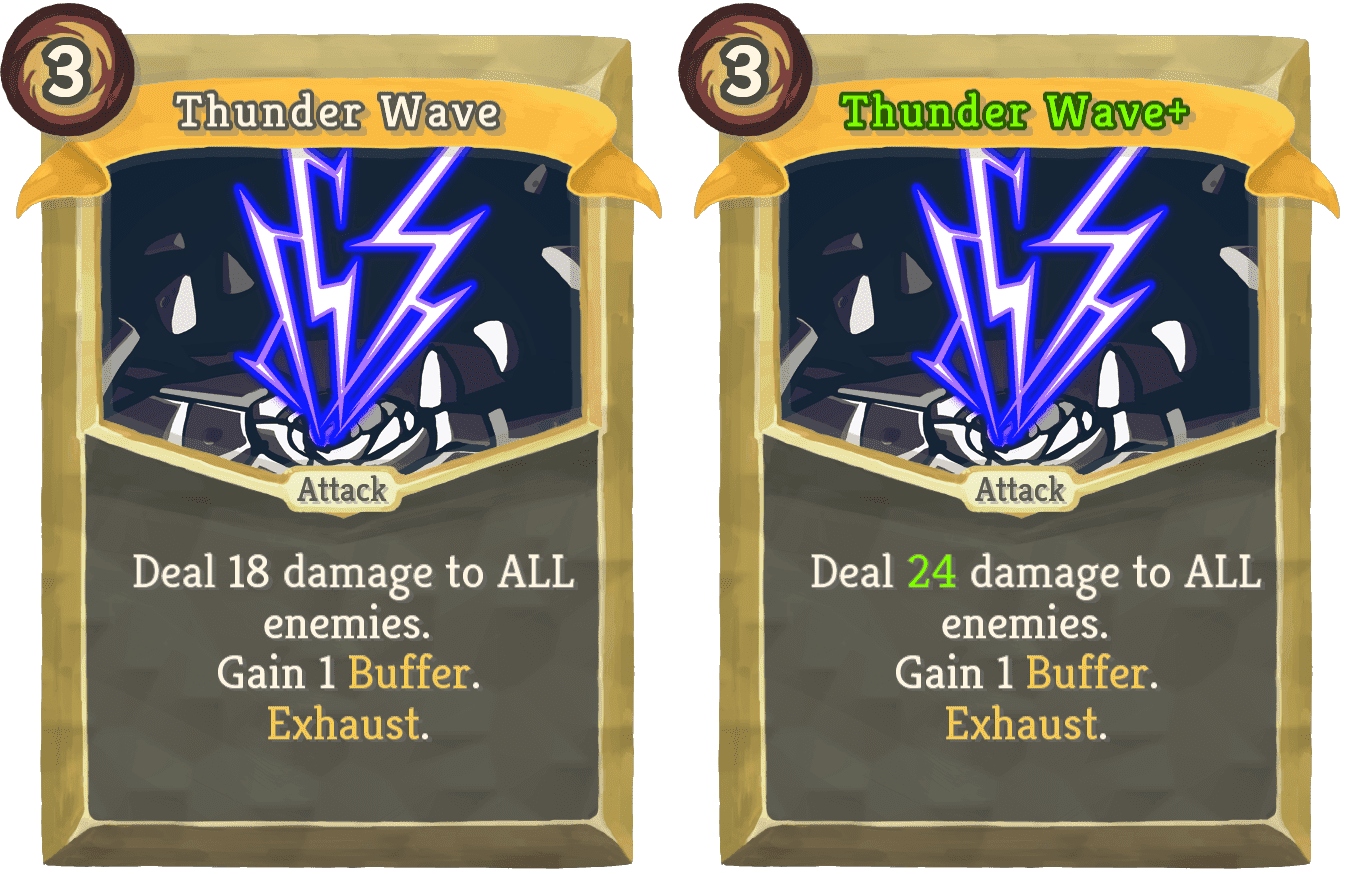 3
Thunder Wave
Attack
Deal 18 damage to ALL
enemies.
Gain 1 Buffer.
Exhaust.
3
Thunder Wave+
Attack
Deal 24 damage to ALL
enemies.
Gain 1 Buffer.
Exhaust.